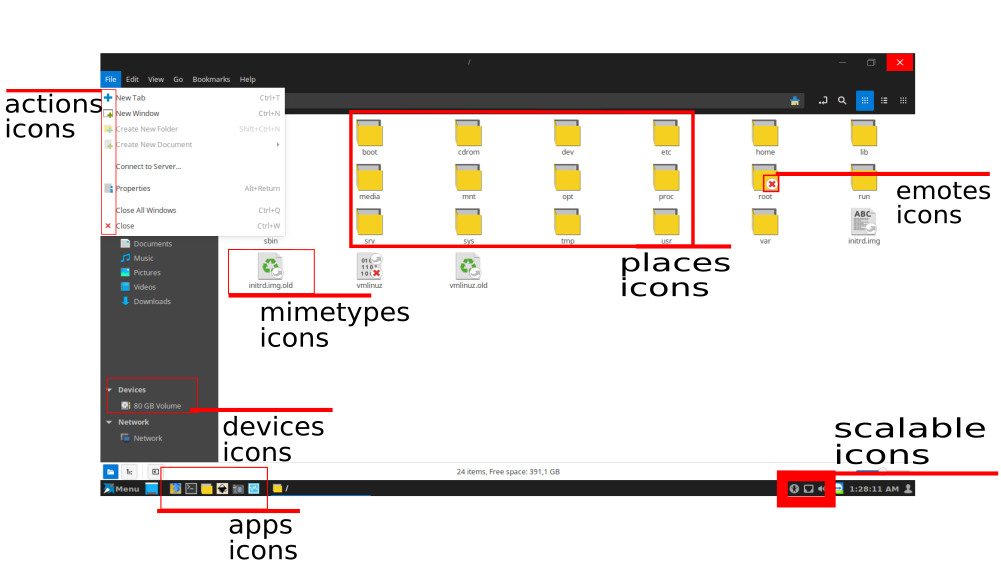 /
File Edit View Go Bookmarks Help
actions
icons
New Tab Ctrl+T
New Window Ctrl+N
Create New Folder Shift+Ctrl+N
Create New Document
Connect to Server...
Properties Alt+Return
Close All Windows Ctrl+Q
Close Ctrl+W
boot cdrom dev etc home lib
media mnt opt proc root run
emotes
icons
ABC
sbin srv sys tmp usr var initrd.img
places
icons
initrd.img.old vmlinuz vmlinuz.old
mimetypes
icons
Documents
Music
Pictures
Videos
Downloads
Devices
80 GB Volume
Network
Network
devices
icons
scalable
icons
24 items, Free space: 391,1 GB
Menu / 1:28:11 AM
apps
icons